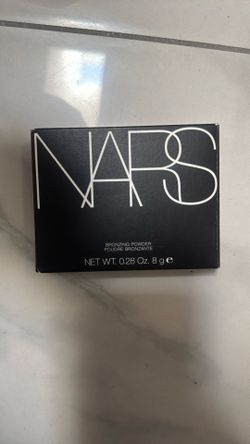 NARS
BRONZING POWDER
POUDRE BRONZANTE
NET WT. 0.28 Oz. 8 g ℮